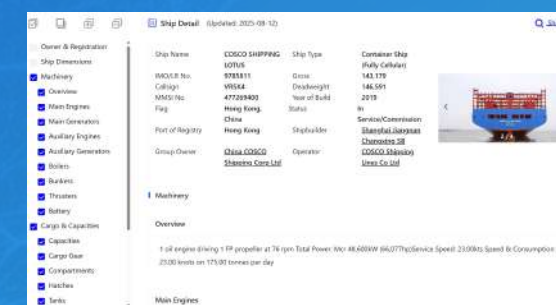 Ship Detail (Updated: 2025-08-12)
Owner & Registration
Ship Dimensions
Machinery
Overview
Main Engines
Main Generators
Auxiliary Engines
Auxiliary Generators
Boilers
Bunkers
Thrusters
Battery
Cargo & Capacities
Capacities
Cargo Gear
Compartments
Hatches
Tanks
Ship Name COSCO SHIPPING LOTUS Ship Type Container Ship (Fully Cellular)
IMO/LR No. 9785811 Gross 143,179
Callsign VRSX4 Deadweight 146,591
MMSI No. 477269400 Year of Build 2019
Flag Hong Kong, China Status In Service/Commission
Port of Registry Hong Kong Shipbuilder Shanghai Jiangnan Changxing SB
Group Owner China COSCO Shipping Corp Ltd Operator COSCO Shipping Lines Co Ltd
Machinery
Overview
1 oil engine driving 1 FP propeller at 76 rpm Total Power: Mcr 48,600kW (66,077hp)Service Speed: 23.00kts Speed & Consumption
23.00 knots on 175.00 tonnes per day
Main Engines